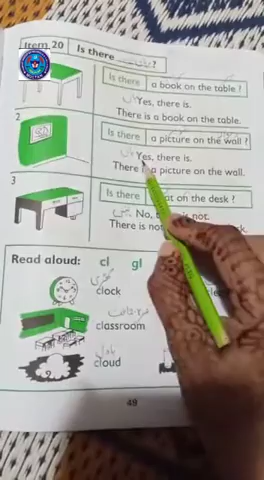 Item 20 Is there ?
Is there a book on the table ?
Yes, there is.
There is a book on the table.
2
Is there a picture on the wall ?
Yes, there is.
There a picture on the wall.
3
Is there at on the desk ?
No, is not.
There is not
Read aloud: cl gl
clock
classroom
cloud
49